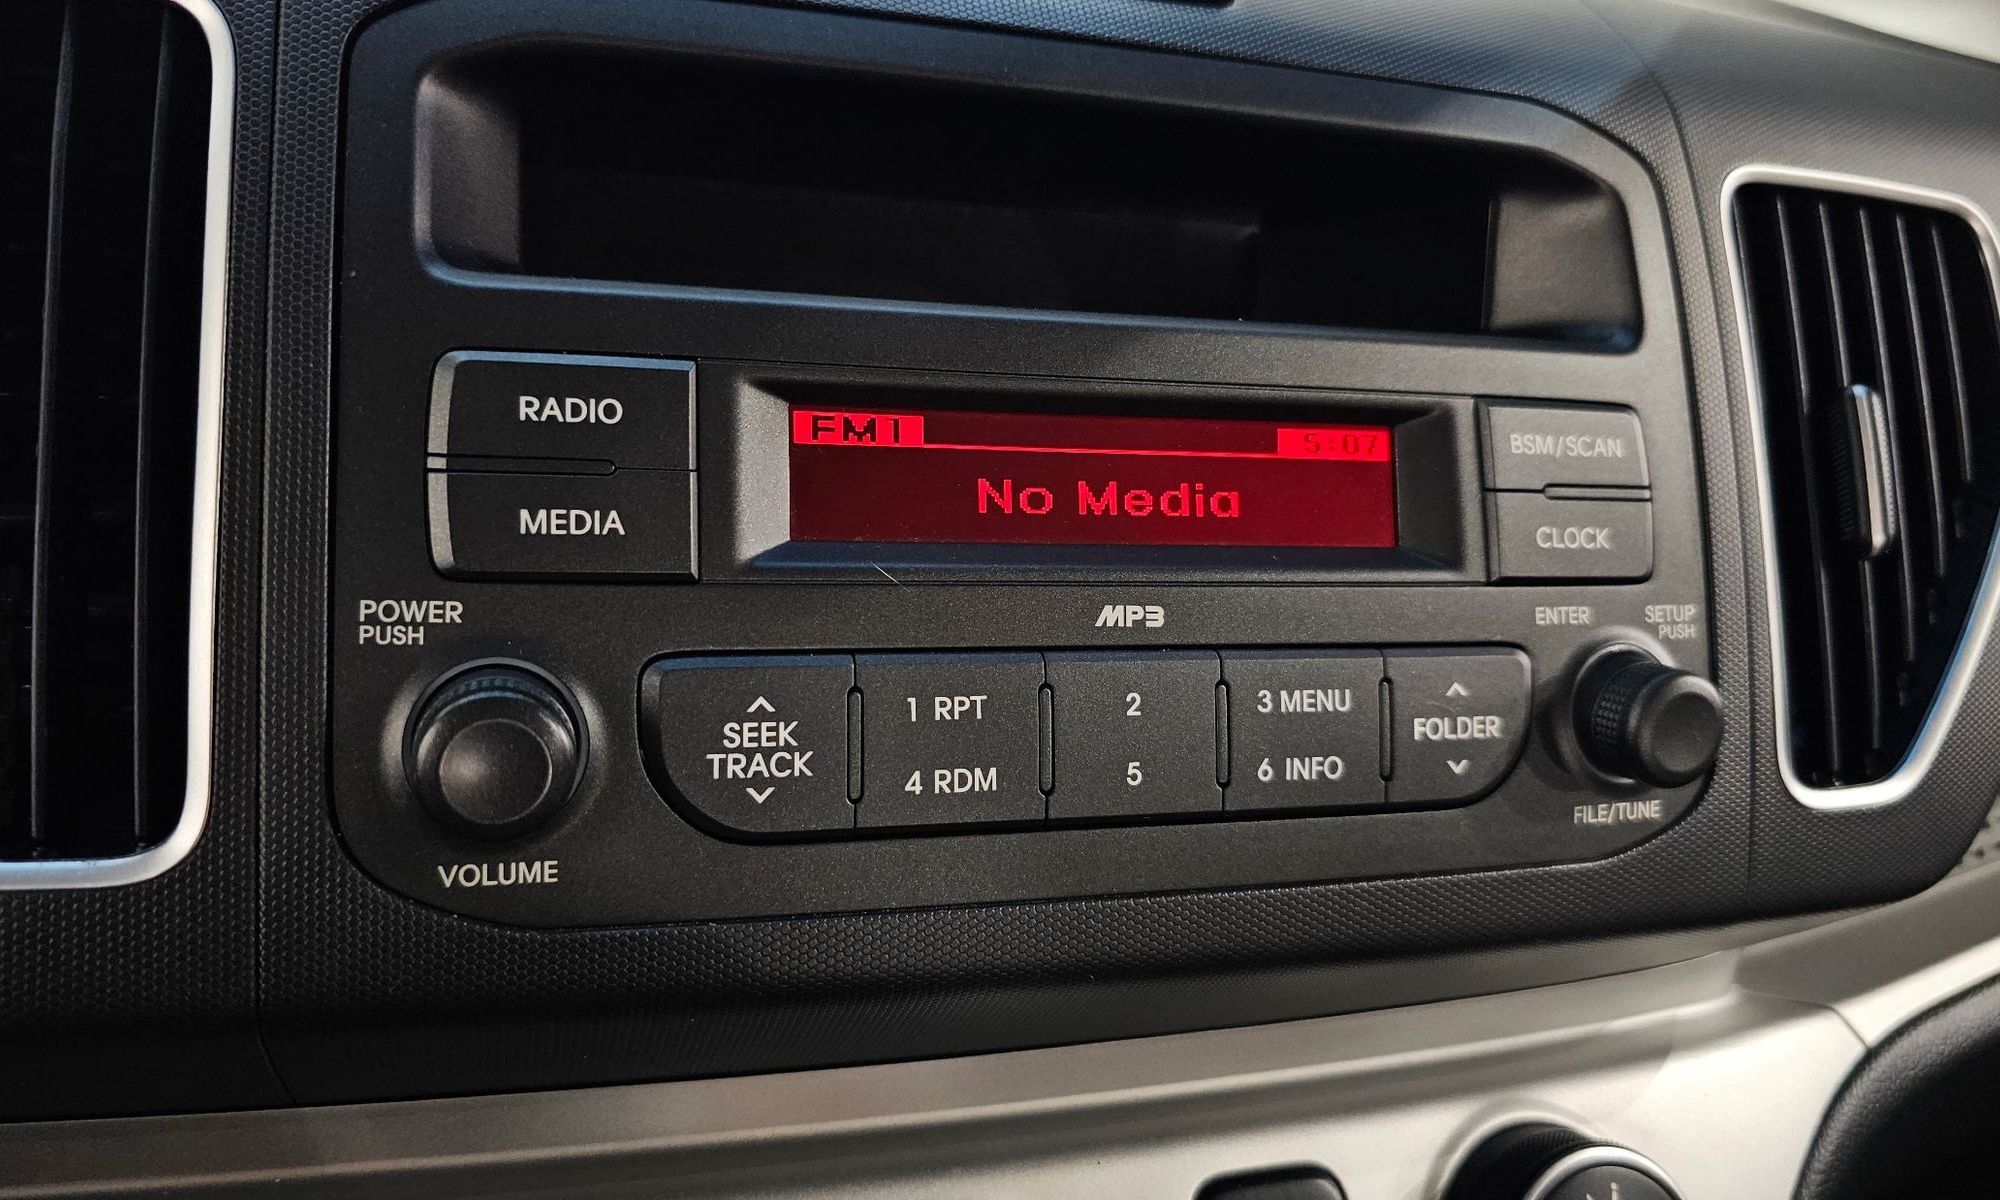 RADIO
MEDIA
FM1 5:07
No Media
BSM/SCAN
CLOCK
POWER
PUSH
VOLUME
MP3
SEEK
TRACK
1 RPT
4 RDM
2
5
3 MENU
6 INFO
FOLDER
ENTER
SETUP
PUSH
FILE/TUNE